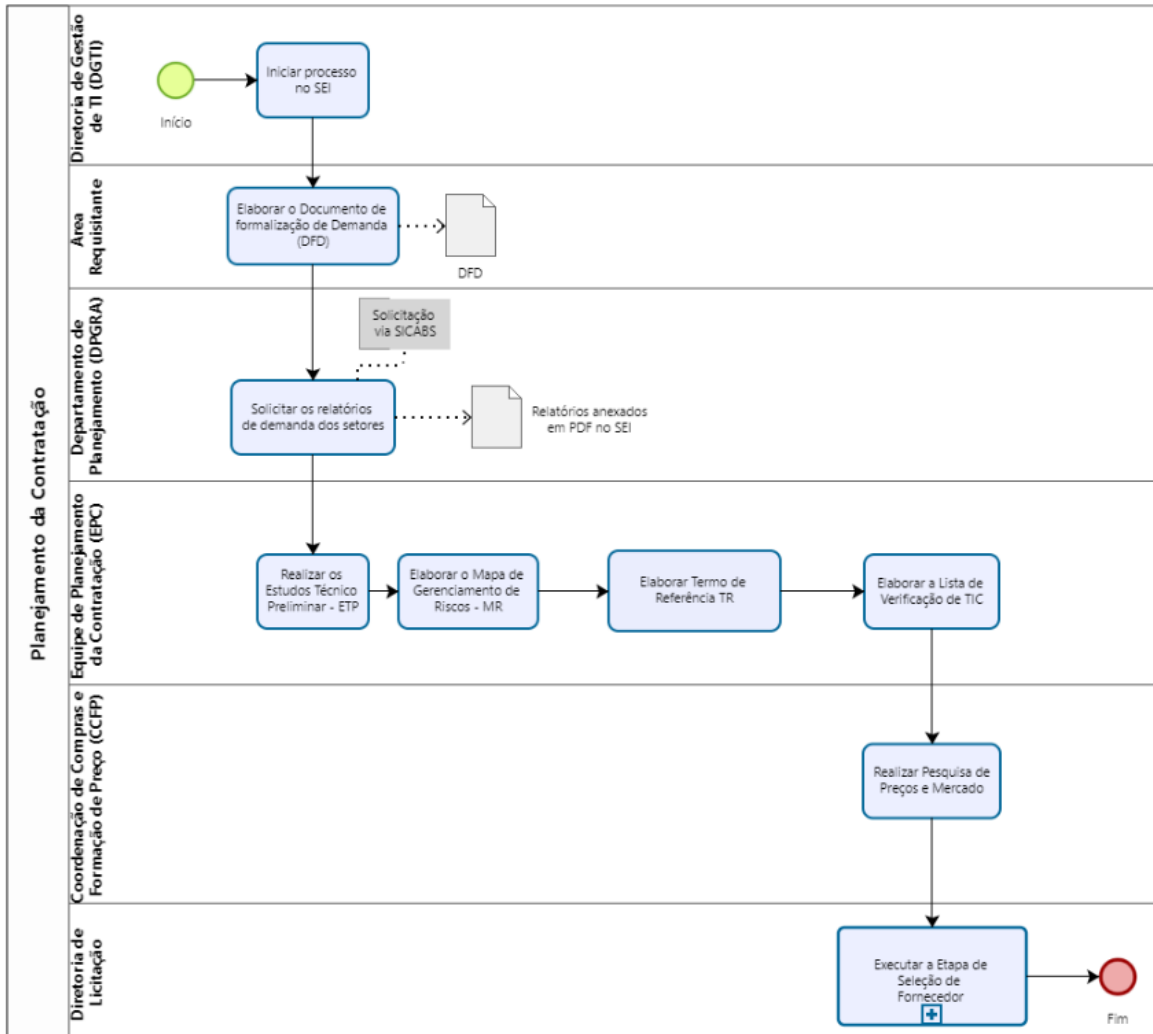 Planejamento da Contratação
Diretoria de Gestão
de TI (DGTI)
Início
Iniciar processo
no SEI
Área
Requisitante
Elaborar o Documento de
formalização de Demanda
(DFD)
DFD
Departamento de
Planejamento (DPGRA)
Solicitação
via SICABS
Solicitar os relatórios
de demanda dos setores
Relatórios anexados
em PDF no SEI
Equipe de Planejamento
da Contratação (EPC)
Realizar os
Estudos Técnico
Preliminar - ETP
Elaborar o Mapa de
Gerenciamento de
Riscos - MR
Elaborar Termo de
Referência TR
Elaborar a Lista de
Verificação de TIC
Coordenação de Compras e
Formação de Preço (CCFP)
Realizar Pesquisa de
Preços e Mercado
Diretoria de
Licitação
Executar a Etapa de
Seleção de
Fornecedor
Fim